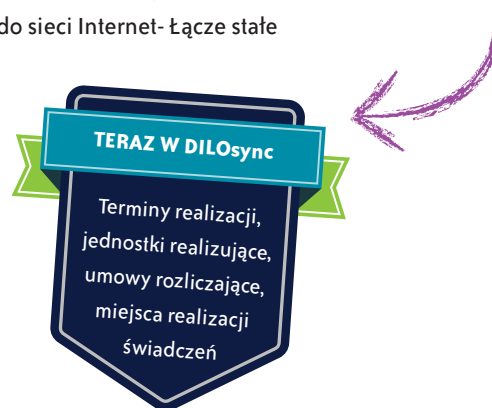 do sieci Internet- Łącze stałe
TERAZ W DILOsync
Terminy realizacji,
jednostki realizujące,
umowy rozliczające,
miejsca realizacji
świadczeń